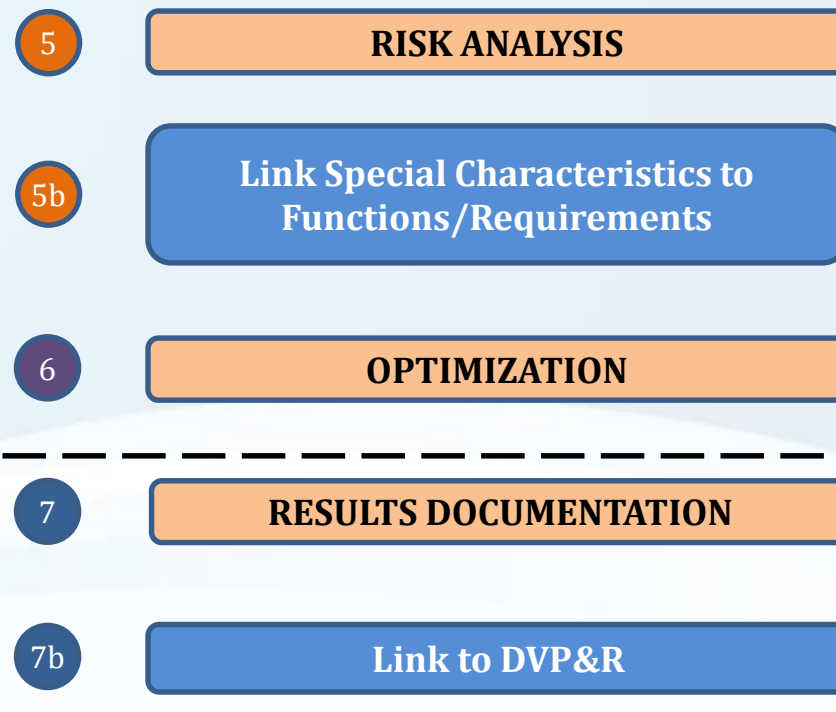 5
RISK ANALYSIS
5b
Link Special Characteristics to
Functions/Requirements
6
OPTIMIZATION
7
RESULTS DOCUMENTATION
7b
Link to DVP&R